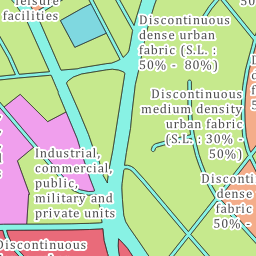 leisure
facilities
Discontinuous
dense urban
fabric (S.L. :
50% - 80%)
50%
Discontinuous
medium density
urban fabric
(S.L. : 30% -
50%)
Industrial,
commercial,
public,
military and
private units
dense
fabric
50% -
Discontinuous